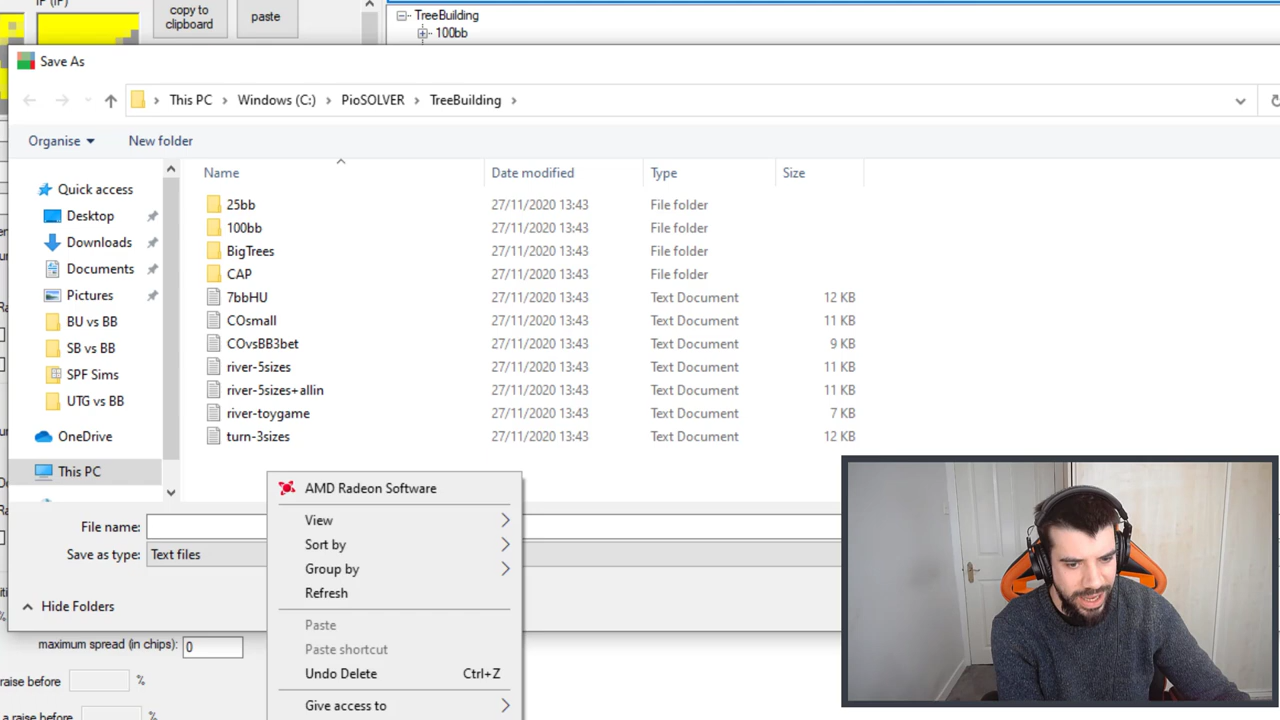 IP (IP)
copy to
clipboard
paste
TreeBuilding
100bb
Save As
This PC > Windows (C:) > PioSOLVER > TreeBuilding >
Organise
New folder
Name Date modified Type Size
Quick access
Desktop
Downloads
Documents
Pictures
BU vs BB
SB vs BB
SPF Sims
UTG vs BB
OneDrive
This PC
25bb 27/11/2020 13:43 File folder
100bb 27/11/2020 13:43 File folder
BigTrees 27/11/2020 13:43 File folder
CAP 27/11/2020 13:43 File folder
7bbHU 27/11/2020 13:43 Text Document 12 KB
COsmall 27/11/2020 13:43 Text Document 11 KB
COvsBB3bet 27/11/2020 13:43 Text Document 9 KB
river-5sizes 27/11/2020 13:43 Text Document 11 KB
river-5sizes+allin 27/11/2020 13:43 Text Document 11 KB
river-toygame 27/11/2020 13:43 Text Document 7 KB
turn-3sizes 27/11/2020 13:43 Text Document 12 KB
File name:
Save as type: Text files
Hide Folders
AMD Radeon Software
View
Sort by
Group by
Refresh
Paste
Paste shortcut
Undo Delete Ctrl+Z
Give access to
maximum spread (in chips): 0
raise before %
a raise before %